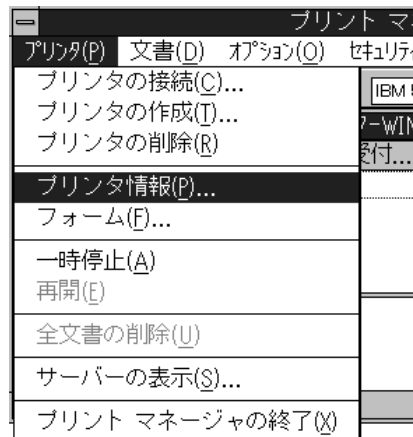 プリント マネ
プリンタ(P) 文書(D) オプション(O) セキュリティ
プリンタの接続(C)...
IBM 5
プリンタの作成(T)...
ﾀｰ-WIN
プリンタの削除(R)
受付...
プリンタ情報(P)...
フォーム(F)...
一時停止(A)
再開(E)
全文書の削除(U)
サーバーの表示(S)...
プリント マネージャの終了(X)